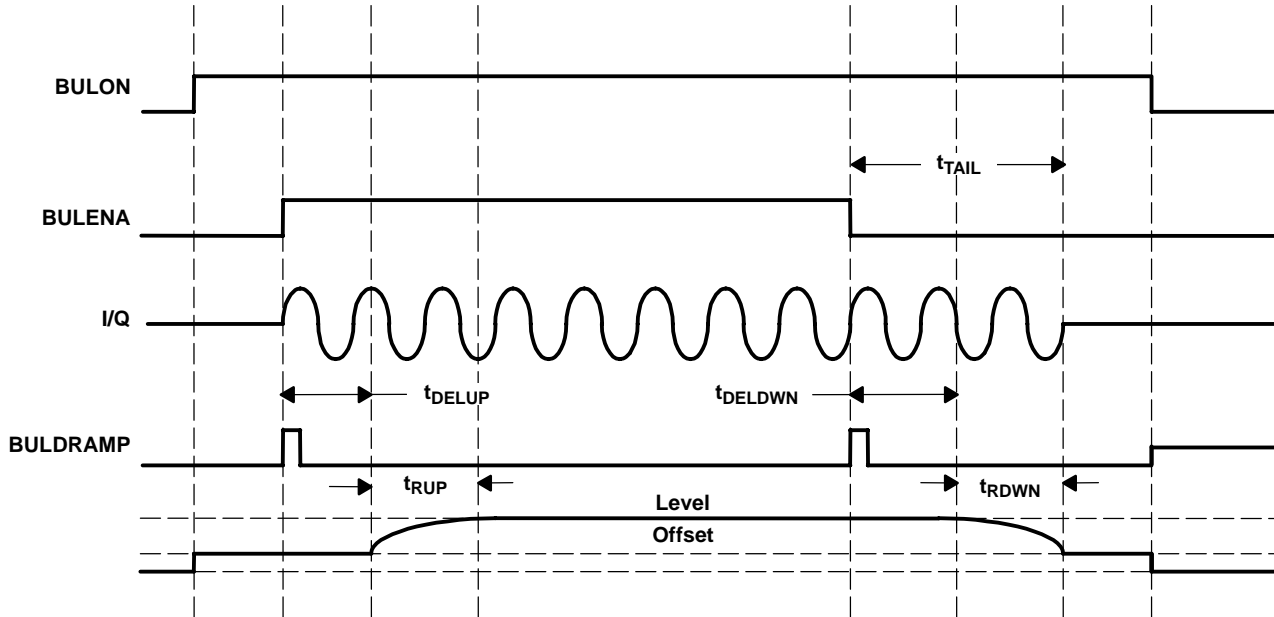 BULON
tTAIL
BULENA
I/Q
tDELUP
tDELDWN
BULDRAMP
tRUP
tRDWN
Level
Offset